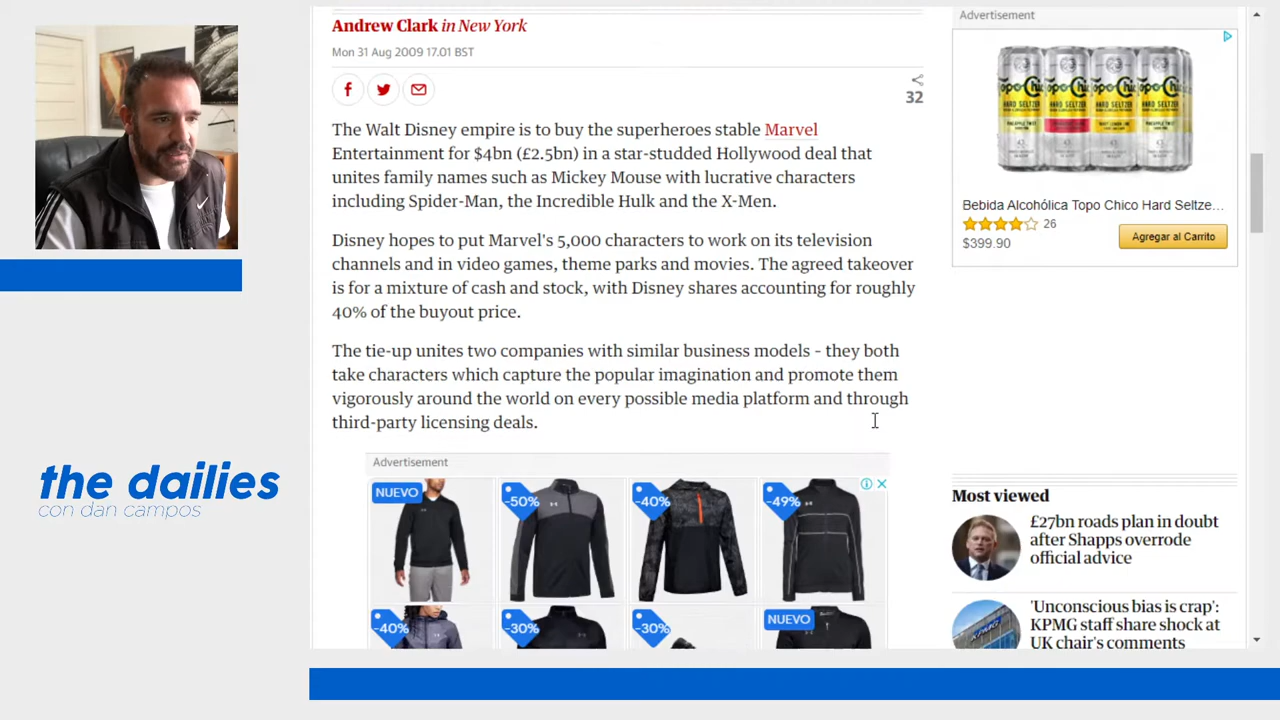 Andrew Clark in New York
Mon 31 Aug 2009 17.01 BST
32
The Walt Disney empire is to buy the superheroes stable Marvel
Entertainment for $4bn (£2.5bn) in a star-studded Hollywood deal that
unites family names such as Mickey Mouse with lucrative characters
including Spider-Man, the Incredible Hulk and the X-Men.
Disney hopes to put Marvel's 5,000 characters to work on its television
channels and in video games, theme parks and movies. The agreed takeover
is for a mixture of cash and stock, with Disney shares accounting for roughly
40% of the buyout price.
The tie-up unites two companies with similar business models – they both
take characters which capture the popular imagination and promote them
vigorously around the world on every possible media platform and through
third-party licensing deals.
Advertisement
NUEVO
-50%
-40%
-49%
-40%
-30%
-30%
NUEVO
Advertisement
Topo Chico
HARD SELTZER
Bebida Alcohólica Topo Chico Hard Seltze...
26
$399.90
Agregar al Carrito
Most viewed
£27bn roads plan in doubt
after Shapps overrode
official advice
'Unconscious bias is crap':
KPMG staff share shock at
UK chair's comments
the dailies
con dan campos